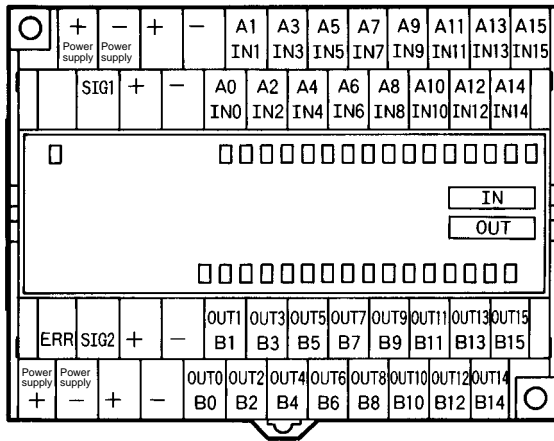 + − + − A1 A3 A5 A7 A9 A11 A13 A15
Power supply Power supply IN1 IN3 IN5 IN7 IN9 IN11 IN13 IN15
SIG1 + − A0 A2 A4 A6 A8 A10 A12 A14
IN0 IN2 IN4 IN6 IN8 IN10 IN12 IN14
IN
OUT
OUT1 OUT3 OUT5 OUT7 OUT9 OUT11 OUT13 OUT15
ERR SIG2 + − B1 B3 B5 B7 B9 B11 B13 B15
Power supply Power supply OUT0 OUT2 OUT4 OUT6 OUT8 OUT10 OUT12 OUT14
+ − + − B0 B2 B4 B6 B8 B10 B12 B14